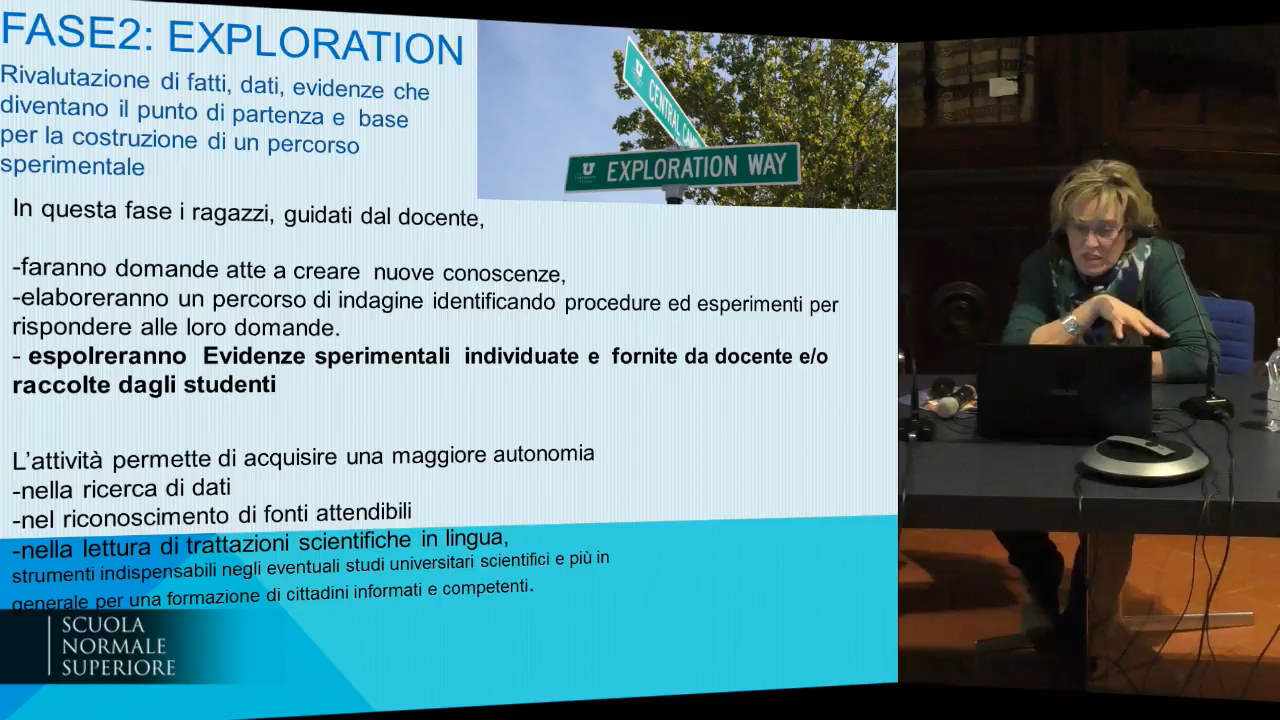 FASE2: EXPLORATION
Rivalutazione di fatti, dati, evidenze che
diventano il punto di partenza e base
per la costruzione di un percorso
sperimentale
CENTRAL
EXPLORATION WAY
In questa fase i ragazzi, guidati dal docente,
-faranno domande atte a creare nuove conoscenze,
-elaboreranno un percorso di indagine identificando procedure ed esperimenti per
rispondere alle loro domande.
- espolreranno Evidenze sperimentali individuate e fornite da docente e/o
raccolte dagli studenti
L'attività permette di acquisire una maggiore autonomia
-nella ricerca di dati
-nel riconoscimento di fonti attendibili
-nella lettura di trattazioni scientifiche in lingua,
strumenti indispensabili negli eventuali studi universitari scientifici e più in
generale per una formazione di cittadini informati e competenti.
SCUOLA
NORMALE
SUPERIORE